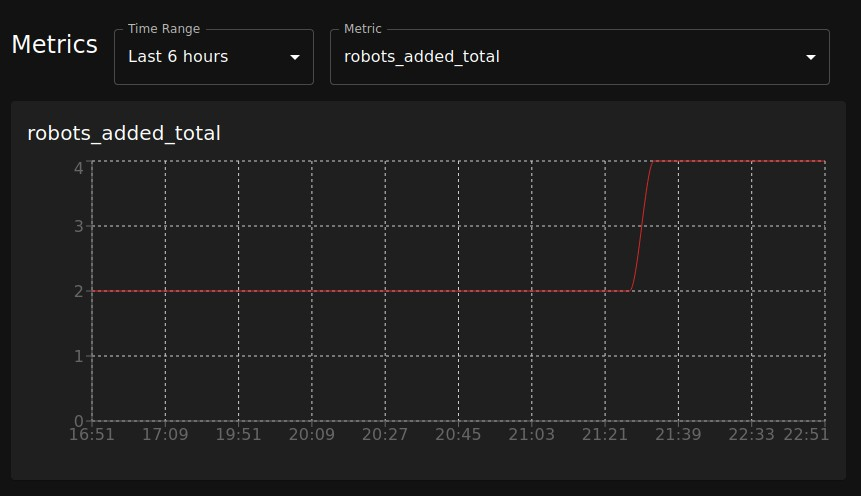 Metrics
Time Range
Last 6 hours
Metric
robots_added_total
robots_added_total
4
3
2
1
0
16:51 17:09 19:51 20:09 20:27 20:45 21:03 21:21 21:39 22:33 22:51